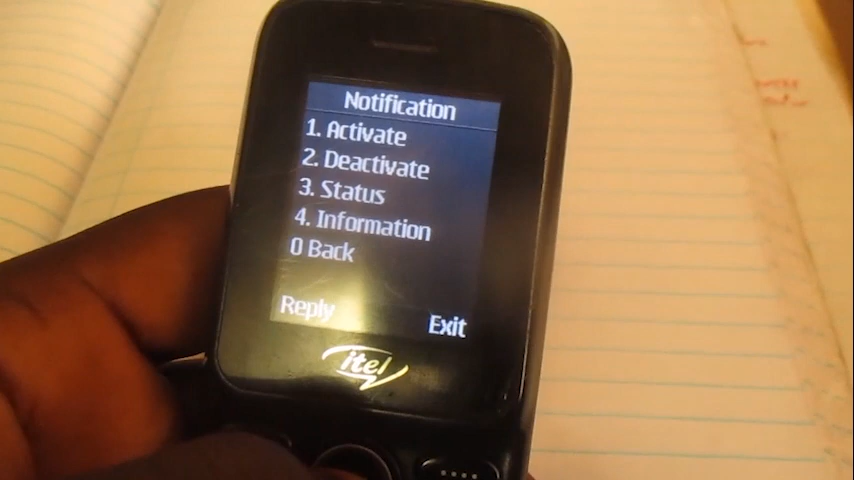 Notification
1. Activate
2. Deactivate
3. Status
4. Information
0 Back
Reply Exit
itel